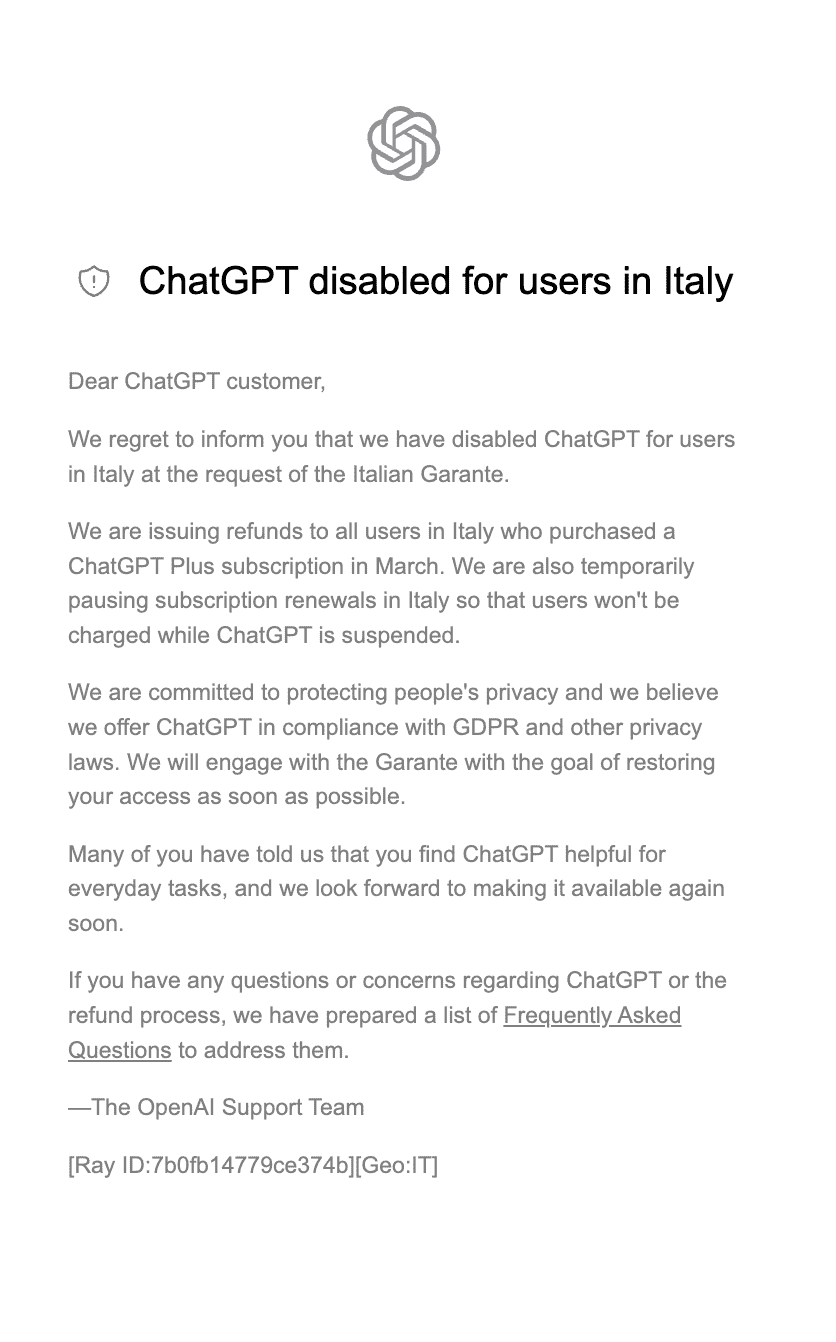 ChatGPT disabled for users in Italy
Dear ChatGPT customer,
We regret to inform you that we have disabled ChatGPT for users
in Italy at the request of the Italian Garante.
We are issuing refunds to all users in Italy who purchased a
ChatGPT Plus subscription in March. We are also temporarily
pausing subscription renewals in Italy so that users won't be
charged while ChatGPT is suspended.
We are committed to protecting people's privacy and we believe
we offer ChatGPT in compliance with GDPR and other privacy
laws. We will engage with the Garante with the goal of restoring
your access as soon as possible.
Many of you have told us that you find ChatGPT helpful for
everyday tasks, and we look forward to making it available again
soon.
If you have any questions or concerns regarding ChatGPT or the
refund process, we have prepared a list of Frequently Asked
Questions to address them.
—The OpenAI Support Team
[Ray ID:7b0fb14779ce374b][Geo:IT]